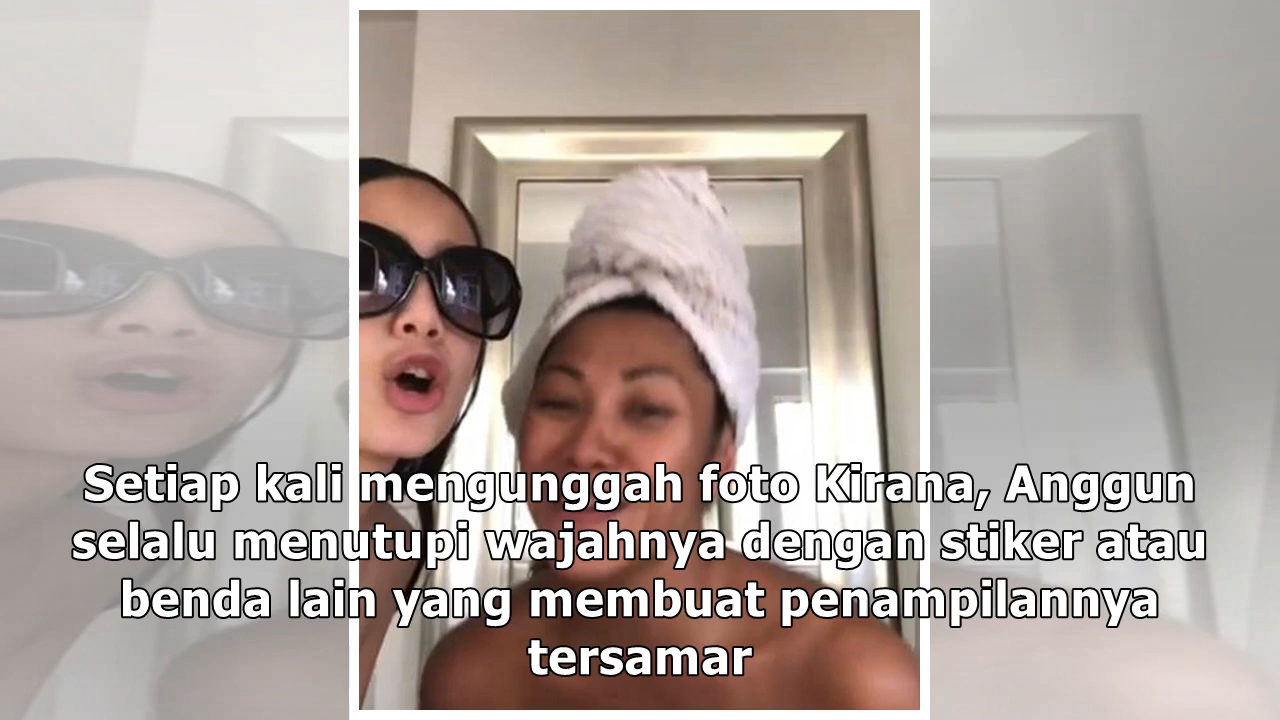 Setiap kali mengunggah foto Kirana, Anggun
selalu menutupi wajahnya dengan stiker atau
benda lain yang membuat penampilannya
tersamar